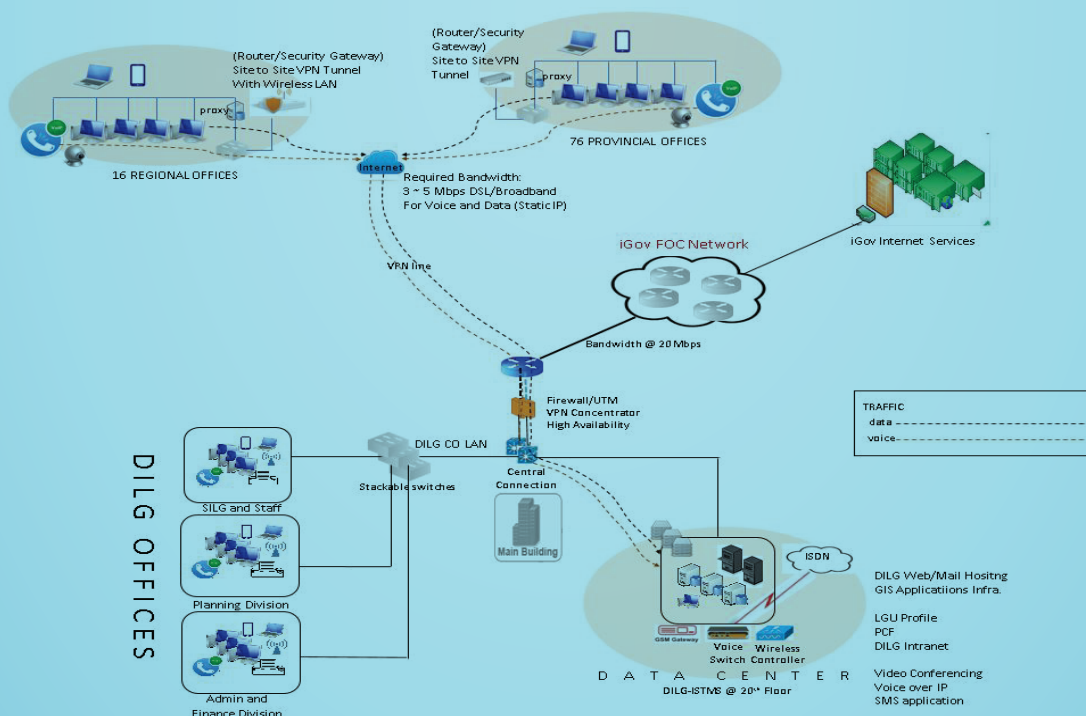 (Router/Security Gateway)
Site to Site VPN Tunnel
With Wireless LAN
proxy
16 REGIONAL OFFICES
(Router/Security
Gateway)
Site to Site VPN
Tunnel
proxy
76 PROVINCIAL OFFICES
Internet
Required Bandwidth:
3 ~ 5 Mbps DSL/Broadband
For Voice and Data (Static IP)
iGov FOC Network
iGov Internet Services
VPN line
Bandwidth @ 20 Mbps
Firewall/UTM
VPN Concentrator
High Availability
TRAFFIC
data
voice
DILG OFFICES
DILG CO LAN
Stackable switches
Central
Connection
Main Building
SILG and Staff
Planning Division
Admin and
Finance Division
ISDN
GSM Gateway
Voice
Switch
Wireless
Controller
DATA CENTER
DILG-ISTMS @ 20th Floor
DILG Web/Mail Hositng
GIS Applicatiions Infra.
LGU Profile
PCF
DILG Intranet
Video Conferencing
Voice over IP
SMS application